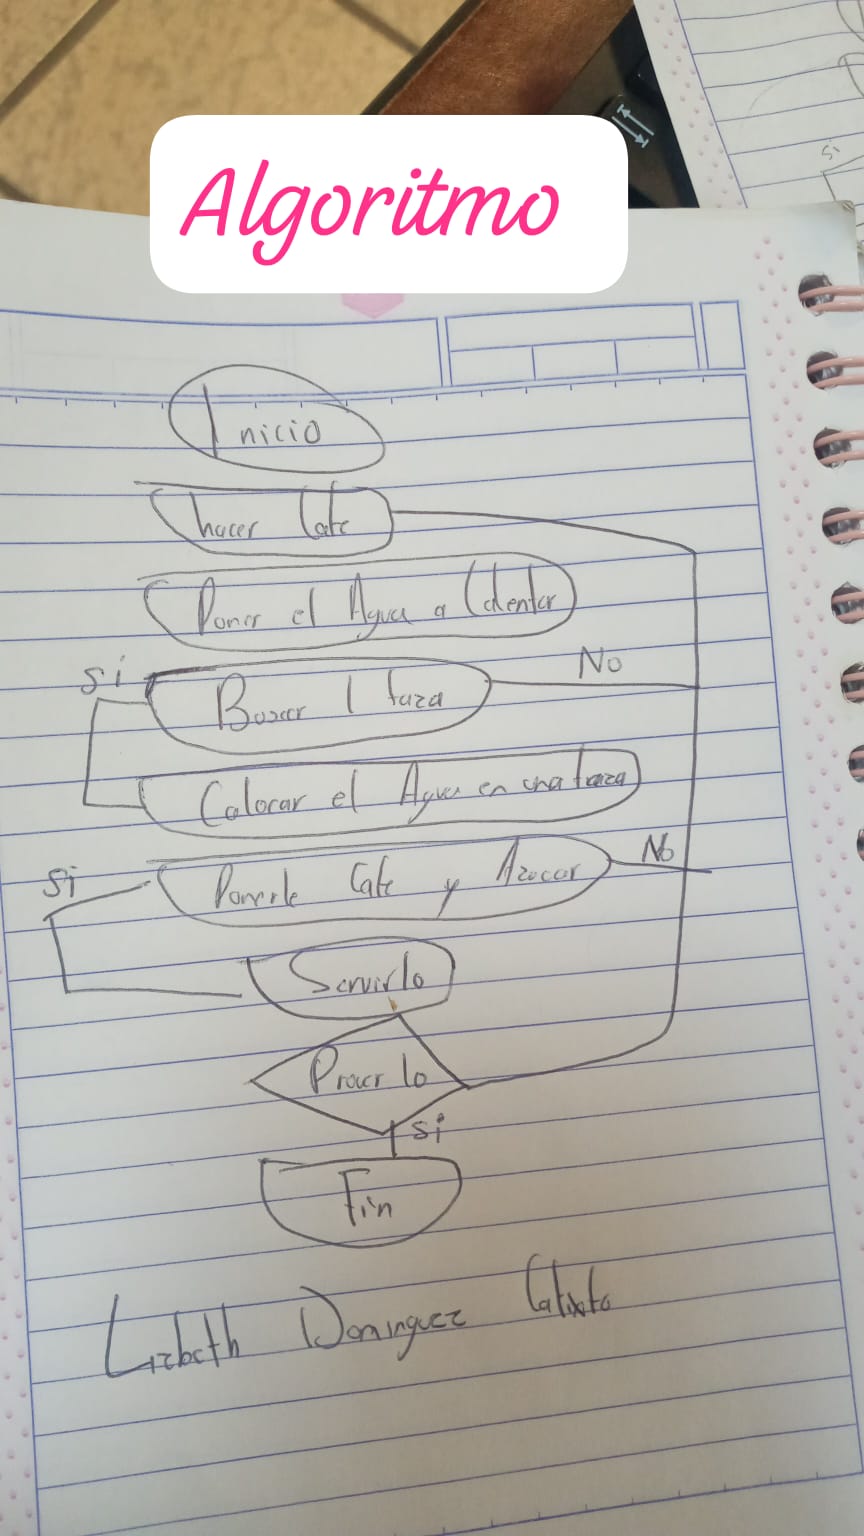 Algoritmo
si
Inicio
hacer Cafe
Poner el Agua a Calentar
Si
No
Buscar 1 taza
Colocar el Agua en una taza
Si
No
Ponerle Cafe y Azucar
Servirlo
Probar lo
Si
Fin
Lizbeth Dominguez Calixto